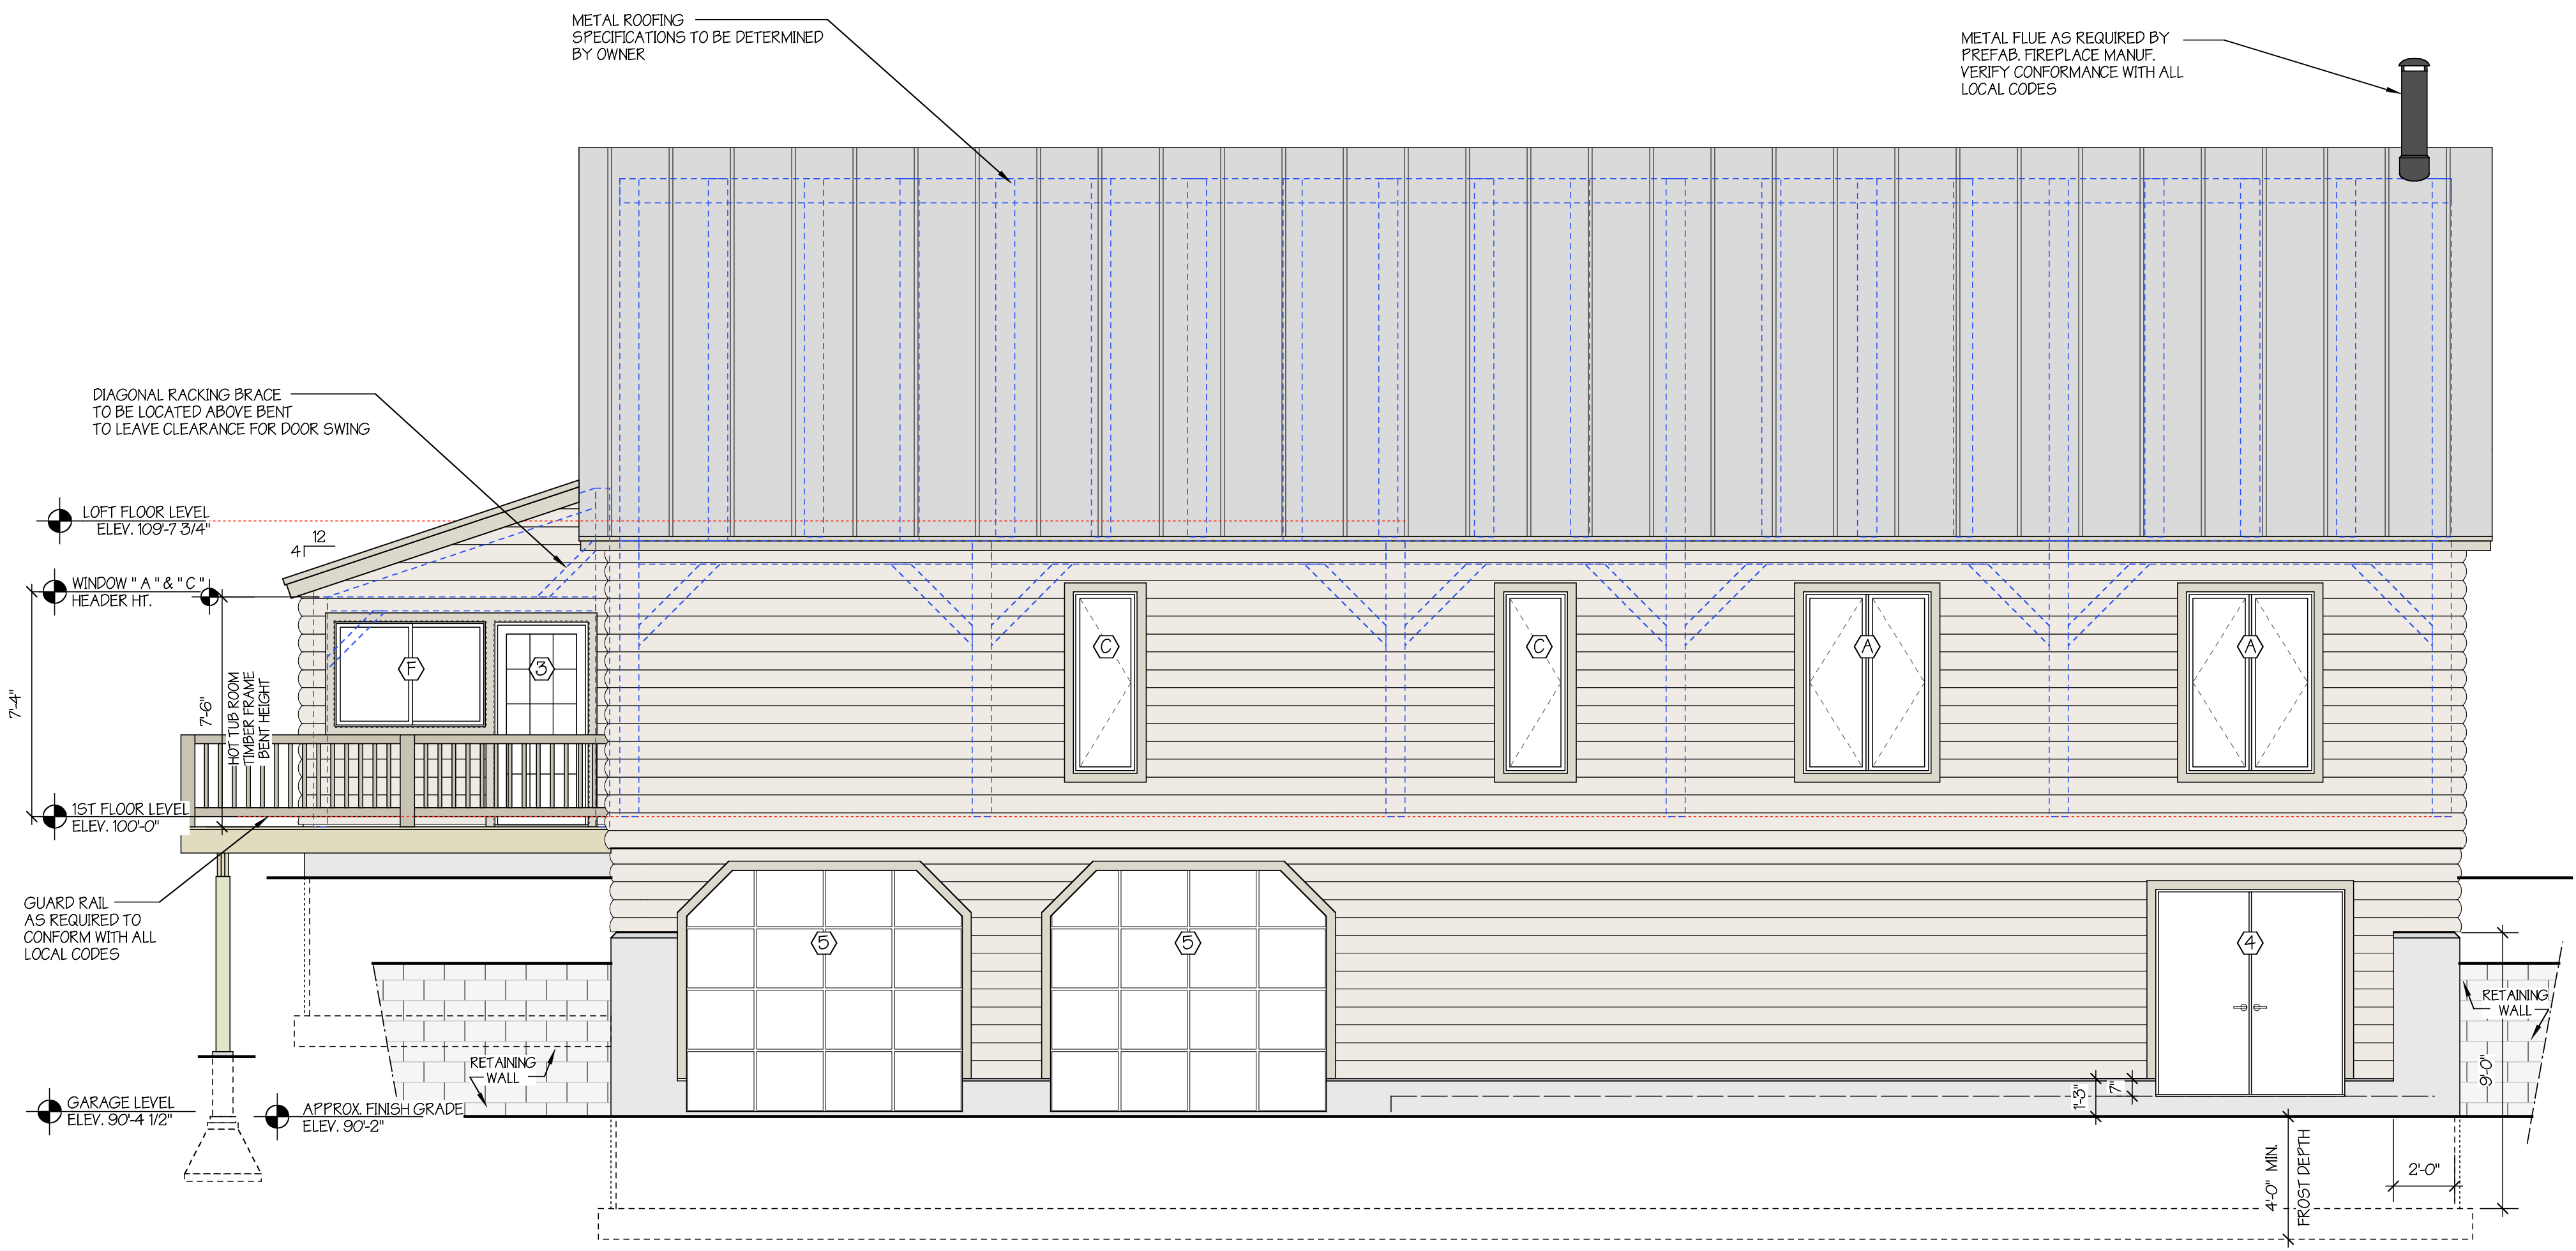 METAL ROOFING
SPECIFICATIONS TO BE DETERMINED
BY OWNER
METAL FLUE AS REQUIRED BY
PREFAB. FIREPLACE MANUF.
VERIFY CONFORMANCE WITH ALL
LOCAL CODES
DIAGONAL RACKING BRACE
TO BE LOCATED ABOVE BENT
TO LEAVE CLEARANCE FOR DOOR SWING
LOFT FLOOR LEVEL
ELEV. 109'-7 3/4"
12
4
WINDOW " A " & " C "
HEADER HT.
7'-4"
7'-6"
HOT TUB ROOM
TIMBER FRAME
BENT HEIGHT
F
3
C
C
A
A
1ST FLOOR LEVEL
ELEV. 100'-0"
GUARD RAIL
AS REQUIRED TO
CONFORM WITH ALL
LOCAL CODES
5
5
4
RETAINING
WALL
RETAINING
WALL
GARAGE LEVEL
ELEV. 90'-4 1/2"
APPROX. FINISH GRADE
ELEV. 90'-2"
1'-3"
7"
9'-0"
2'-0"
4'-0" MIN.
FROST DEPTH